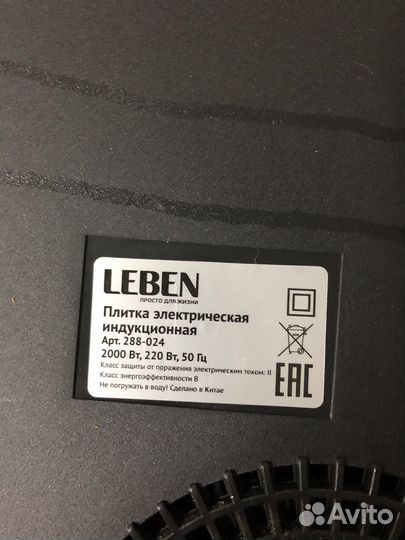 LEBEN
ПРОСТО ДЛЯ ЖИЗНИ
Плитка электрическая
индукционная
Арт. 288-024
2000 Вт, 220 Вт, 50 Гц
Класс защиты от поражения электрическим током: II
Класс энергоэффективности В
Не погружать в воду! Сделано в Китае
EAC
Avito